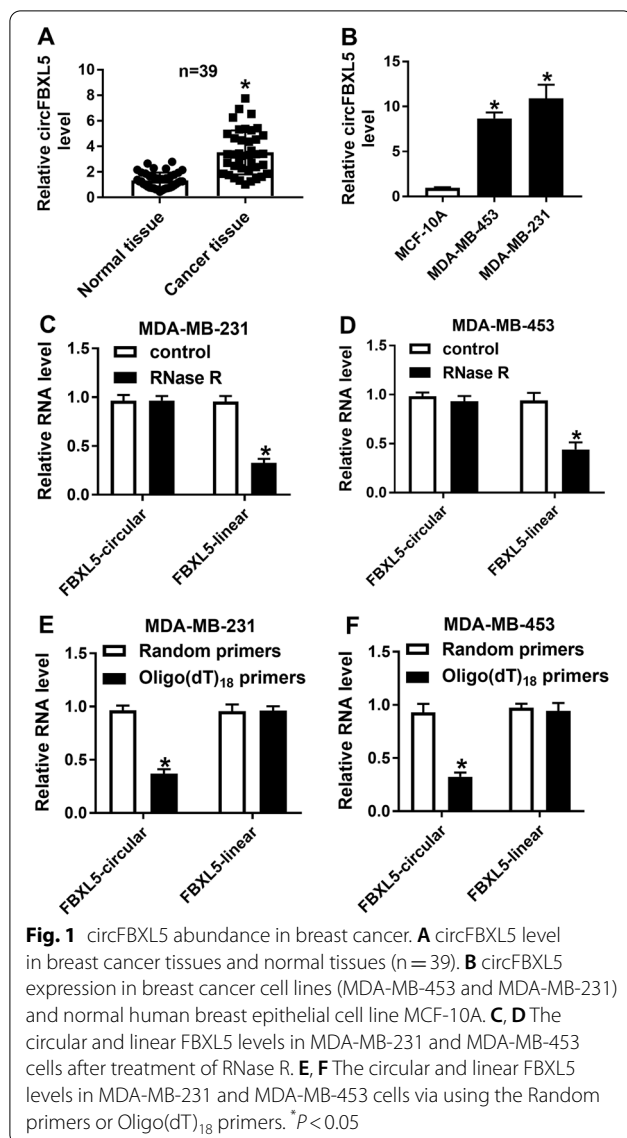 A
n=39
*
Relative circFBXL5
level
10
8
6
4
2
0
Normal tissue
Cancer tissue
B
Relative circFBXL5
level
15
10
5
0
*
*
MCF-10A
MDA-MB-453
MDA-MB-231
C
MDA-MB-231
control
RNase R
Relative RNA level
1.5
1.0
0.5
0.0
*
FBXL5-circular
FBXL5-linear
D
MDA-MB-453
control
RNase R
Relative RNA level
1.5
1.0
0.5
0.0
*
FBXL5-circular
FBXL5-linear
E
MDA-MB-231
Random primers
Oligo(dT)18 primers
Relative RNA level
1.5
1.0
0.5
0.0
*
FBXL5-circular
FBXL5-linear
F
MDA-MB-453
Random primers
Oligo(dT)18 primers
Relative RNA level
1.5
1.0
0.5
0.0
*
FBXL5-circular
FBXL5-linear
Fig. 1 circFBXL5 abundance in breast cancer. A circFBXL5 level
in breast cancer tissues and normal tissues (n = 39). B circFBXL5
expression in breast cancer cell lines (MDA-MB-453 and MDA-MB-231)
and normal human breast epithelial cell line MCF-10A. C, D The
circular and linear FBXL5 levels in MDA-MB-231 and MDA-MB-453
cells after treatment of RNase R. E, F The circular and linear FBXL5
levels in MDA-MB-231 and MDA-MB-453 cells via using the Random
primers or Oligo(dT)18 primers. *P < 0.05